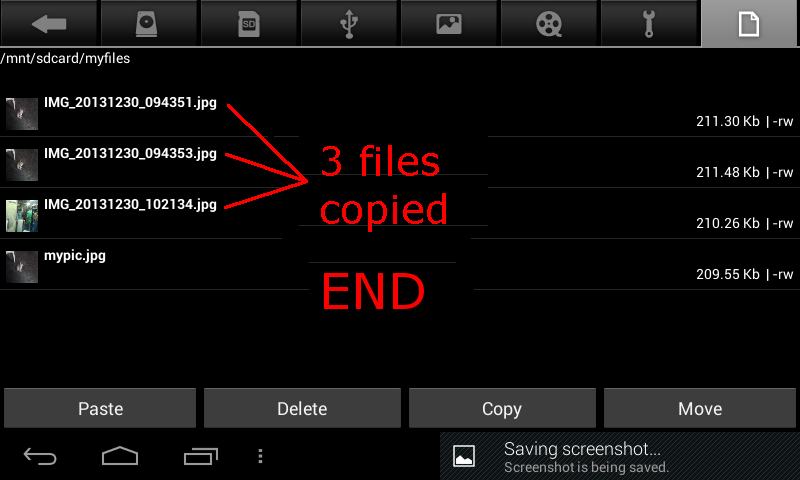 SD
/mnt/sdcard/myfiles
IMG_20131230_094351.jpg
211.30 Kb | -rw
IMG_20131230_094353.jpg
211.48 Kb | -rw
IMG_20131230_102134.jpg
210.26 Kb | -rw
mypic.jpg
209.55 Kb | -rw
3 files
copied
END
Paste Delete Copy Move
Saving screenshot...
Screenshot is being saved.